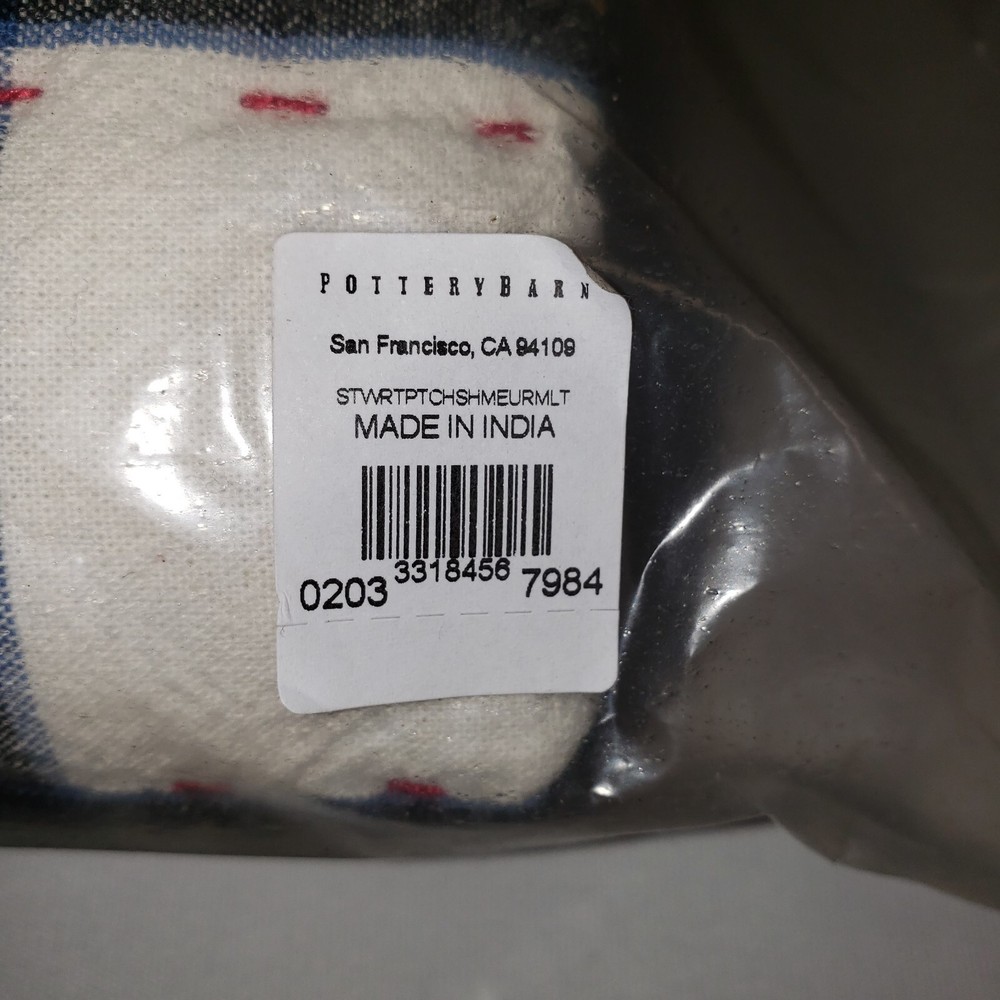 POTTERYBARN
San Francisco, CA 94109
STWRTPTCHSHMEURMLT
MADE IN INDIA
0203 3318456 7984